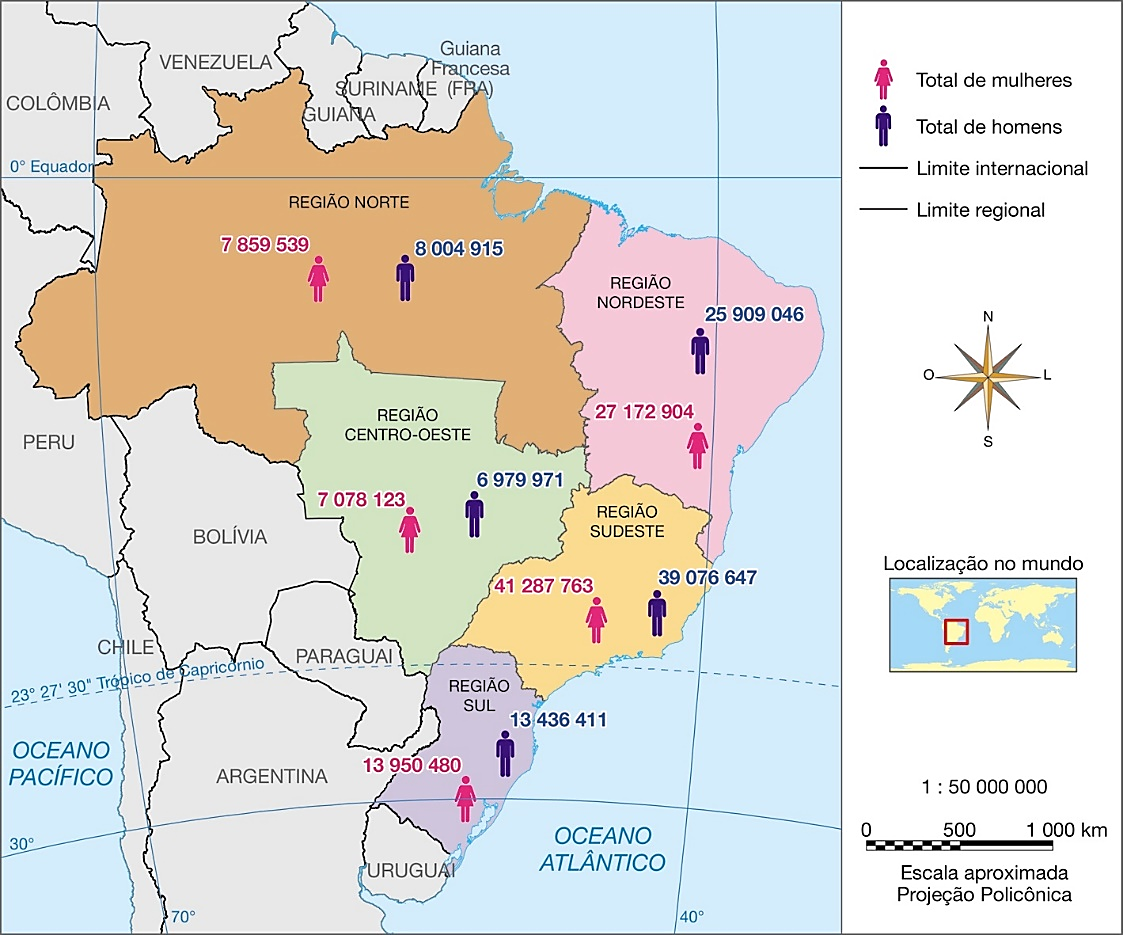 VENEZUELA
Guiana
Francesa
(FRA)
SURINAME
GUIANA
COLÔMBIA
0° Equador
REGIÃO NORTE
7 859 539
8 004 915
REGIÃO
NORDESTE
25 909 046
27 172 904
REGIÃO
CENTRO-OESTE
6 979 971
7 078 123
PERU
BOLÍVIA
REGIÃO
SUDESTE
41 287 763
39 076 647
CHILE
PARAGUAI
23° 27' 30" Trópico de Capricórnio
REGIÃO
SUL
13 436 411
13 950 480
OCEANO
PACÍFICO
ARGENTINA
OCEANO
ATLÂNTICO
30°
URUGUAI
70°
40°
Total de mulheres
Total de homens
Limite internacional
Limite regional
N
O
L
S
Localização no mundo
1 : 50 000 000
0 500 1 000 km
Escala aproximada
Projeção Policônica